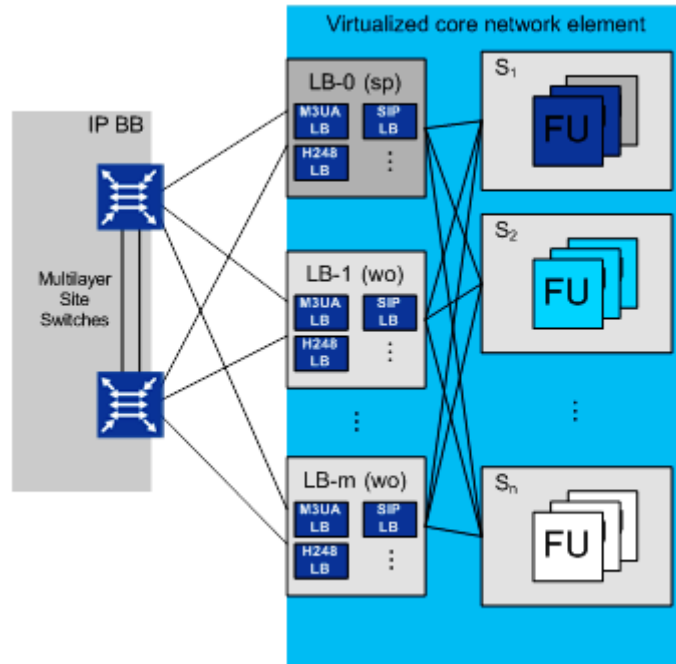 Virtualized core network element
IP BB
Multilayer
Site
Switches
LB-0 (sp)
M3UA
LB
SIP
LB
H248
LB
⋮
LB-1 (wo)
M3UA
LB
SIP
LB
H248
LB
⋮
⋮
LB-m (wo)
M3UA
LB
SIP
LB
H248
LB
⋮
S₁
FU
S₂
FU
⋮
Sₙ
FU